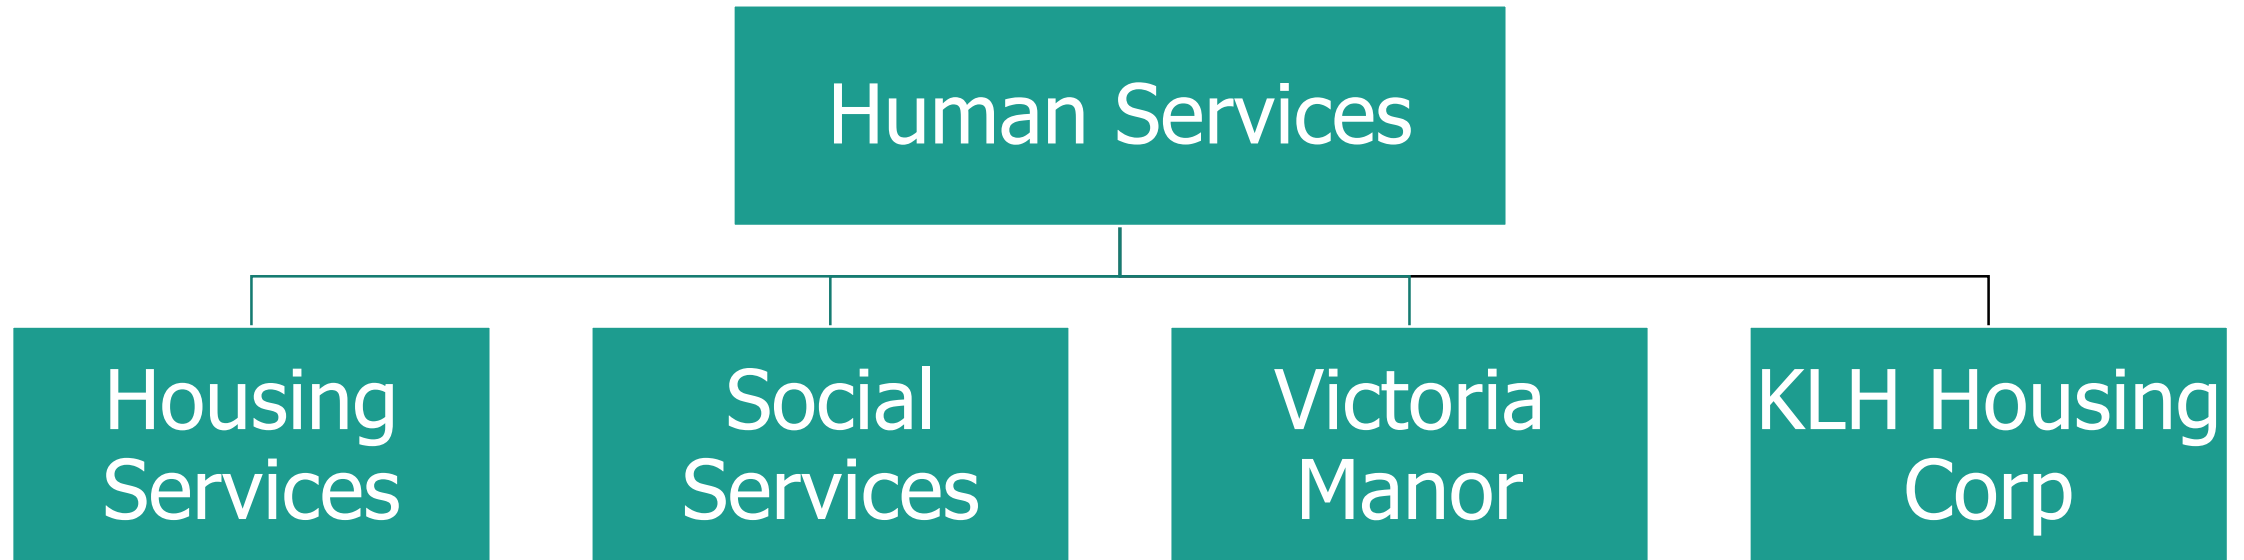 Human Services
Housing
Services
Social
Services
Victoria
Manor
KLH Housing
Corp